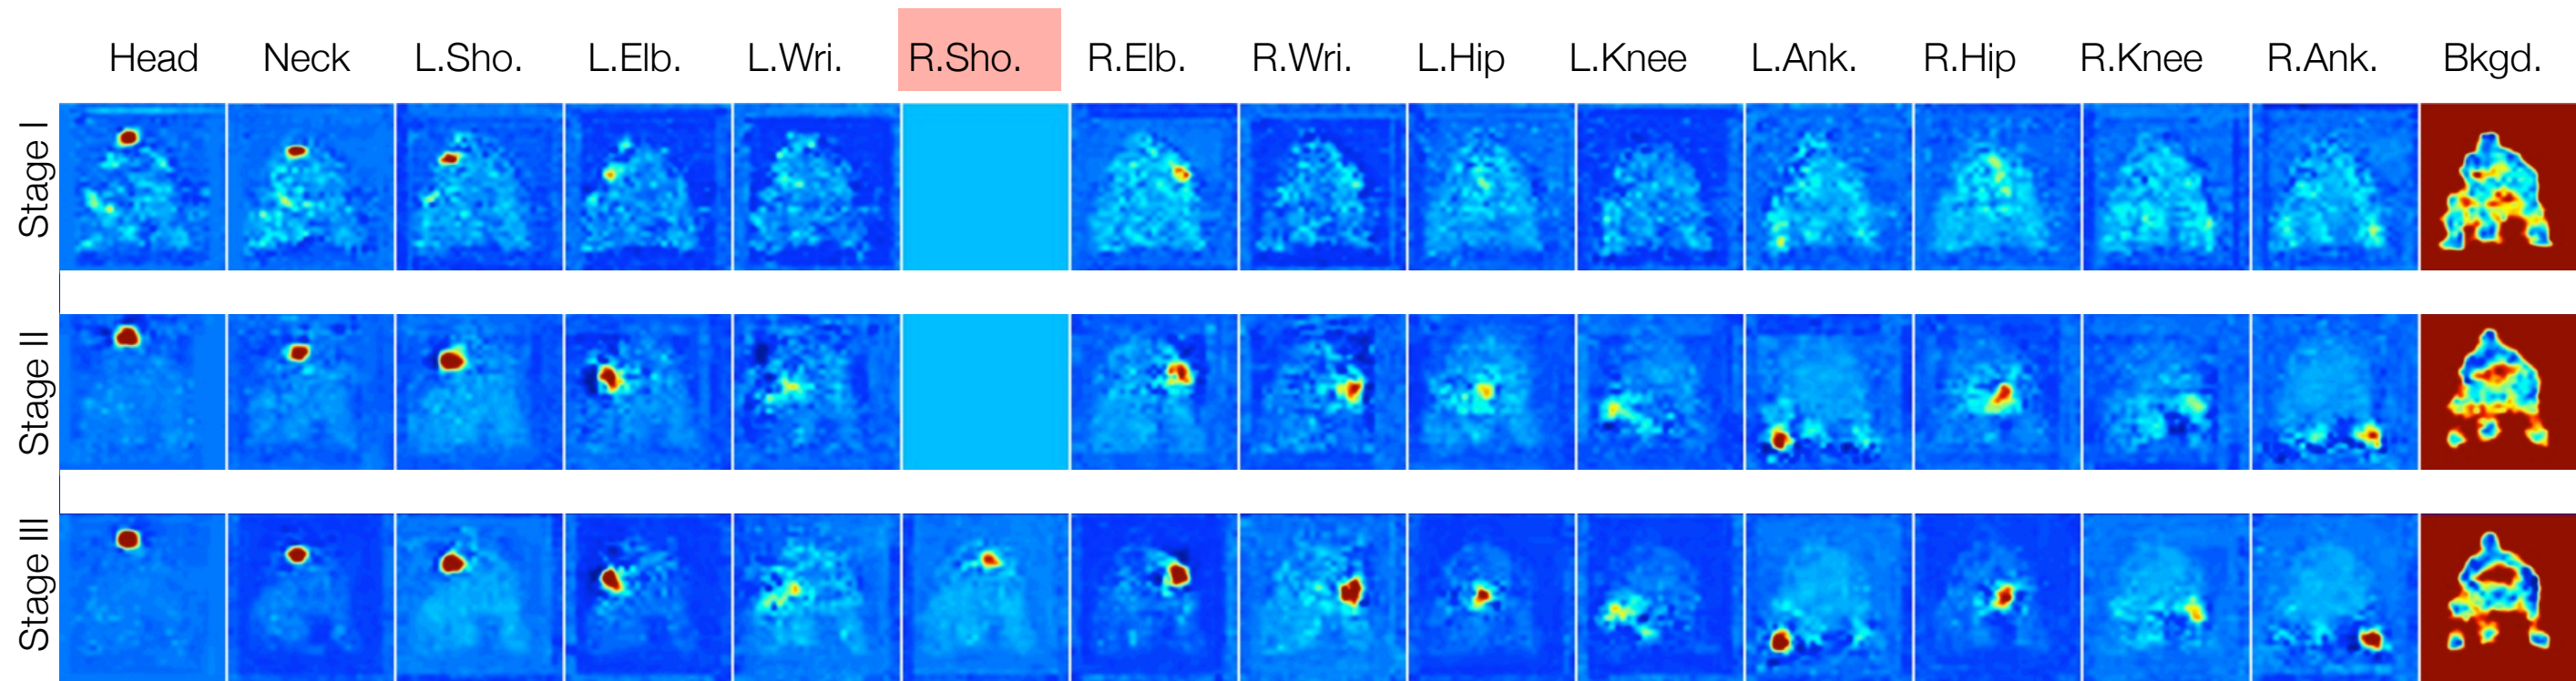 Head Neck L.Sho. L.Elb. L.Wri. R.Sho. R.Elb. R.Wri. L.Hip L.Knee L.Ank. R.Hip R.Knee R.Ank. Bkgd.
Stage I
Stage II
Stage III